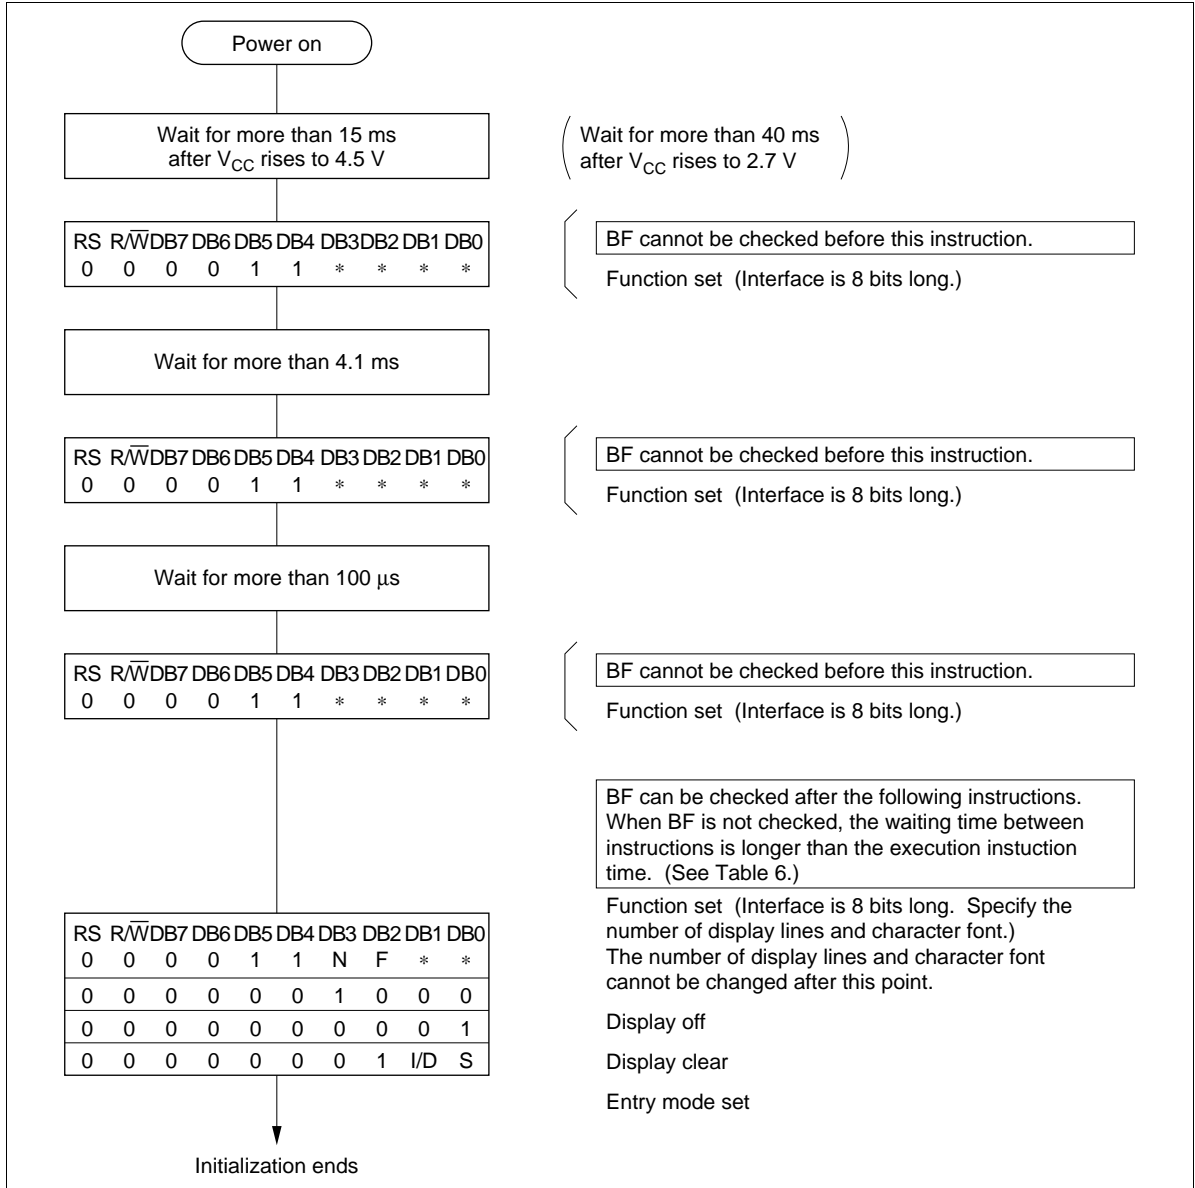 Power on
Wait for more than 15 ms
after VCC rises to 4.5 V
Wait for more than 40 ms
after VCC rises to 2.7 V
RS R/W̅ DB7 DB6 DB5 DB4 DB3 DB2 DB1 DB0
0 0 0 0 1 1 * * * *
BF cannot be checked before this instruction.
Function set (Interface is 8 bits long.)
Wait for more than 4.1 ms
RS R/W̅ DB7 DB6 DB5 DB4 DB3 DB2 DB1 DB0
0 0 0 0 1 1 * * * *
BF cannot be checked before this instruction.
Function set (Interface is 8 bits long.)
Wait for more than 100 μs
RS R/W̅ DB7 DB6 DB5 DB4 DB3 DB2 DB1 DB0
0 0 0 0 1 1 * * * *
BF cannot be checked before this instruction.
Function set (Interface is 8 bits long.)
BF can be checked after the following instructions.
When BF is not checked, the waiting time between
instructions is longer than the execution instuction
time. (See Table 6.)
RS R/W̅ DB7 DB6 DB5 DB4 DB3 DB2 DB1 DB0
0 0 0 0 1 1 N F * *
0 0 0 0 0 0 1 0 0 0
0 0 0 0 0 0 0 0 0 1
0 0 0 0 0 0 0 1 I/D S
Function set (Interface is 8 bits long. Specify the
number of display lines and character font.)
The number of display lines and character font
cannot be changed after this point.
Display off
Display clear
Entry mode set
Initialization ends